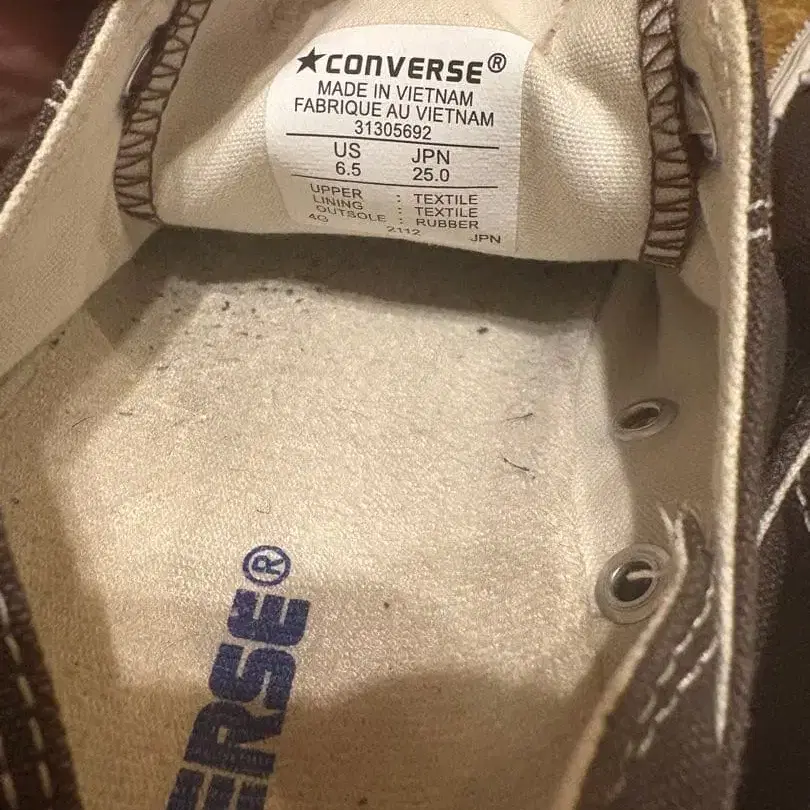 ★CONVERSE®
MADE IN VIETNAM
FABRIQUE AU VIETNAM
31305692
US JPN
6.5 25.0
UPPER : TEXTILE
LINING : TEXTILE
OUTSOLE : RUBBER
4G 2112 JPN
ERSE®